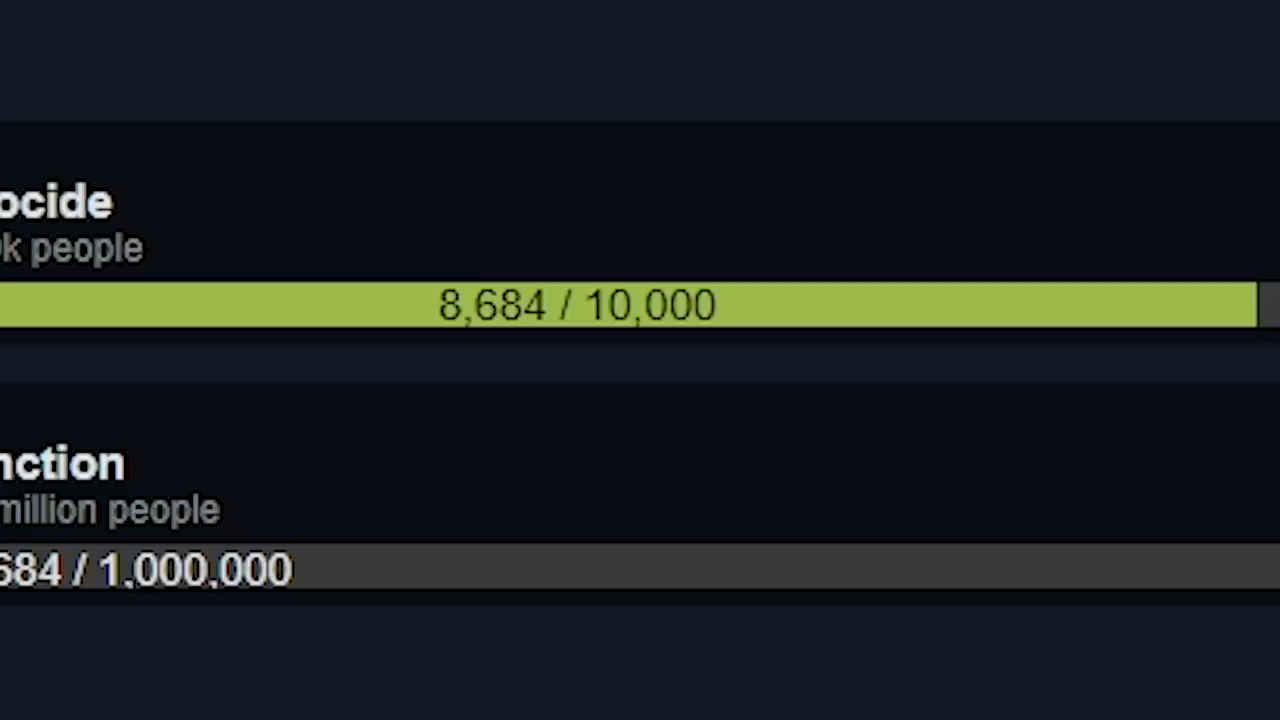 ocide
k people
8,684 / 10,000
nction
million people
684 / 1,000,000